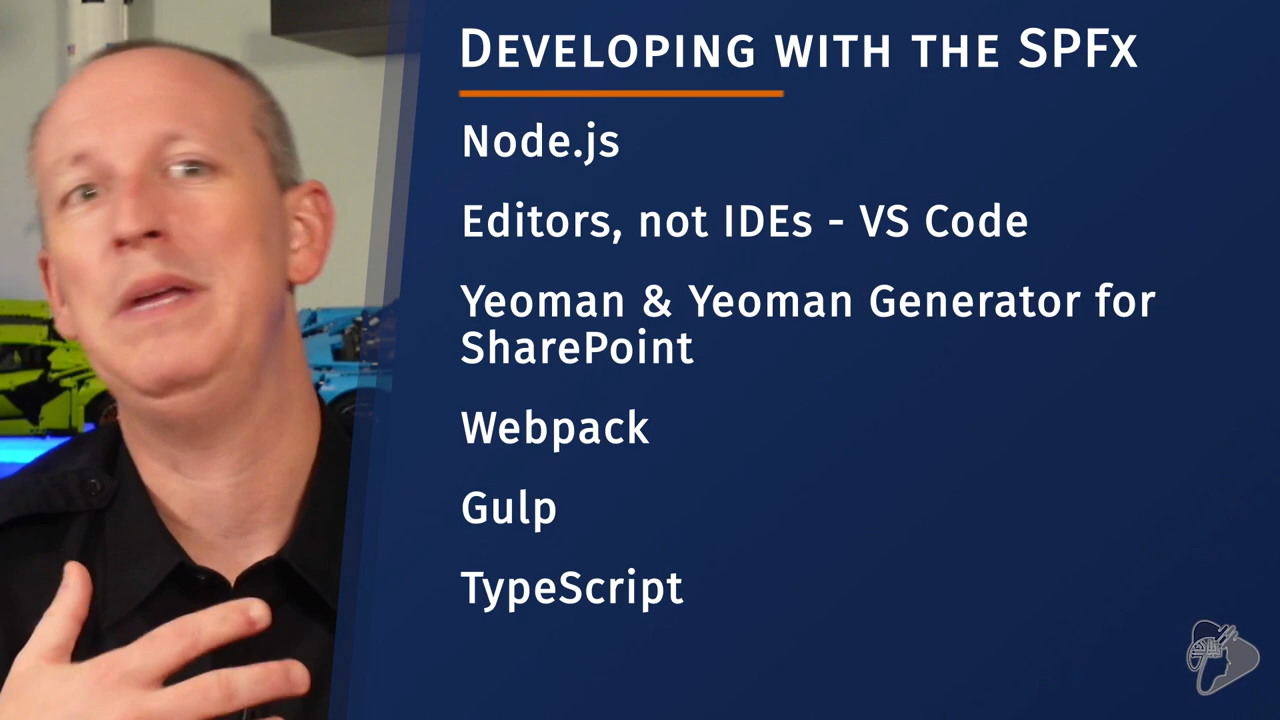 Developing with the SPFx
Node.js
Editors, not IDEs - VS Code
Yeoman & Yeoman Generator for
SharePoint
Webpack
Gulp
TypeScript